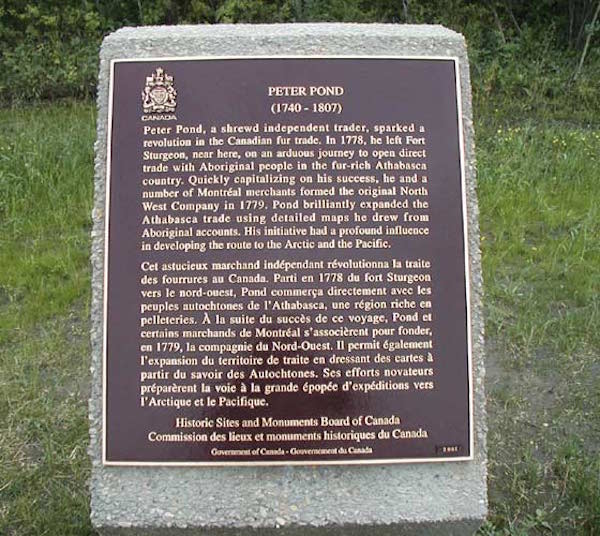 CANADA
PETER POND
(1740 - 1807)
Peter Pond, a shrewd independent trader, sparked a
revolution in the Canadian fur trade. In 1778, he left Fort
Sturgeon, near here, on an arduous journey to open direct
trade with Aboriginal people in the fur-rich Athabasca
country. Quickly capitalizing on his success, he and a
number of Montréal merchants formed the original North
West Company in 1779. Pond brilliantly expanded the
Athabasca trade using detailed maps he drew from
Aboriginal accounts. His initiative had a profound influence
in developing the route to the Arctic and the Pacific.
Cet astucieux marchand indépendant révolutionna la traite
des fourrures au Canada. Parti en 1778 du fort Sturgeon
vers le nord-ouest, Pond commerça directement avec les
peuples autochtones de l'Athabasca, une région riche en
pelleteries. À la suite du succès de ce voyage, Pond et
certains marchands de Montréal s'associèrent pour fonder,
en 1779, la compagnie du Nord-Ouest. Il permit également
l'expansion du territoire de traite en dressant des cartes à
partir du savoir des Autochtones. Ses efforts novateurs
préparèrent la voie à la grande épopée d'expéditions vers
l'Arctique et le Pacifique.
Historic Sites and Monuments Board of Canada
Commission des lieux et monuments historiques du Canada
Government of Canada - Gouvernement du Canada